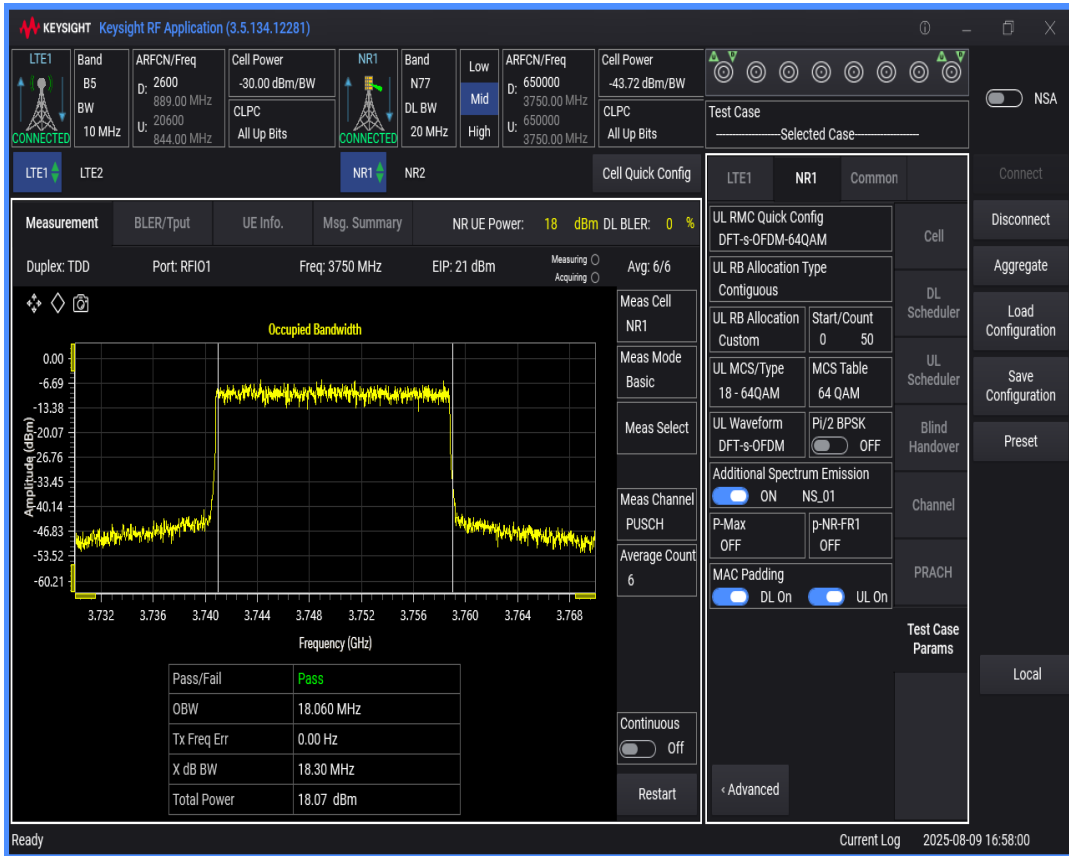 KEYSIGHT Keysight RF Application (3.5.134.12281)
LTE1 Band ARFCN/Freq Cell Power NR1 Band Low ARFCN/Freq Cell Power
B5 D: 2600 -30.00 dBm/BW N77 D: 650000 -43.72 dBm/BW
889.00 MHz Mid 3750.00 MHz
BW U: 20600 CLPC DL BW U: 650000 CLPC
CONNECTED 10 MHz 844.00 MHz All Up Bits CONNECTED 20 MHz High 3750.00 MHz All Up Bits
A B A B
Test Case
--------------------Selected Case--------------------
NSA
LTE1 LTE2 NR1 NR2 Cell Quick Config
LTE1 NR1 Common
Connect
Measurement BLER/Tput UE Info. Msg. Summary NR UE Power: 18 dBm DL BLER: 0 %
Duplex: TDD Port: RFIO1 Freq: 3750 MHz EIP: 21 dBm Measuring Avg: 6/6
Acquiring
Occupied Bandwidth
Amplitude (dBm)
0.00
-6.69
-13.38
-20.07
-26.76
-33.45
-40.14
-46.83
-53.52
-60.21
3.732 3.736 3.740 3.744 3.748 3.752 3.756 3.760 3.764 3.768
Frequency (GHz)
Pass/Fail Pass
OBW 18.060 MHz
Tx Freq Err 0.00 Hz
X dB BW 18.30 MHz
Total Power 18.07 dBm
Meas Cell
NR1
Meas Mode
Basic
Meas Select
Meas Channel
PUSCH
Average Count
6
Continuous
Off
Restart
UL RMC Quick Config
DFT-s-OFDM-64QAM
UL RB Allocation Type
Contiguous
UL RB Allocation Start/Count
Custom 0 50
UL MCS/Type MCS Table
18 - 64QAM 64 QAM
UL Waveform Pi/2 BPSK
DFT-s-OFDM OFF
Additional Spectrum Emission
ON NS_01
P-Max p-NR-FR1
OFF OFF
MAC Padding
DL On UL On
‹ Advanced
Cell
DL
Scheduler
UL
Scheduler
Blind
Handover
Channel
PRACH
Test Case
Params
Disconnect
Aggregate
Load
Configuration
Save
Configuration
Preset
Local
Ready Current Log 2025-08-09 16:58:00